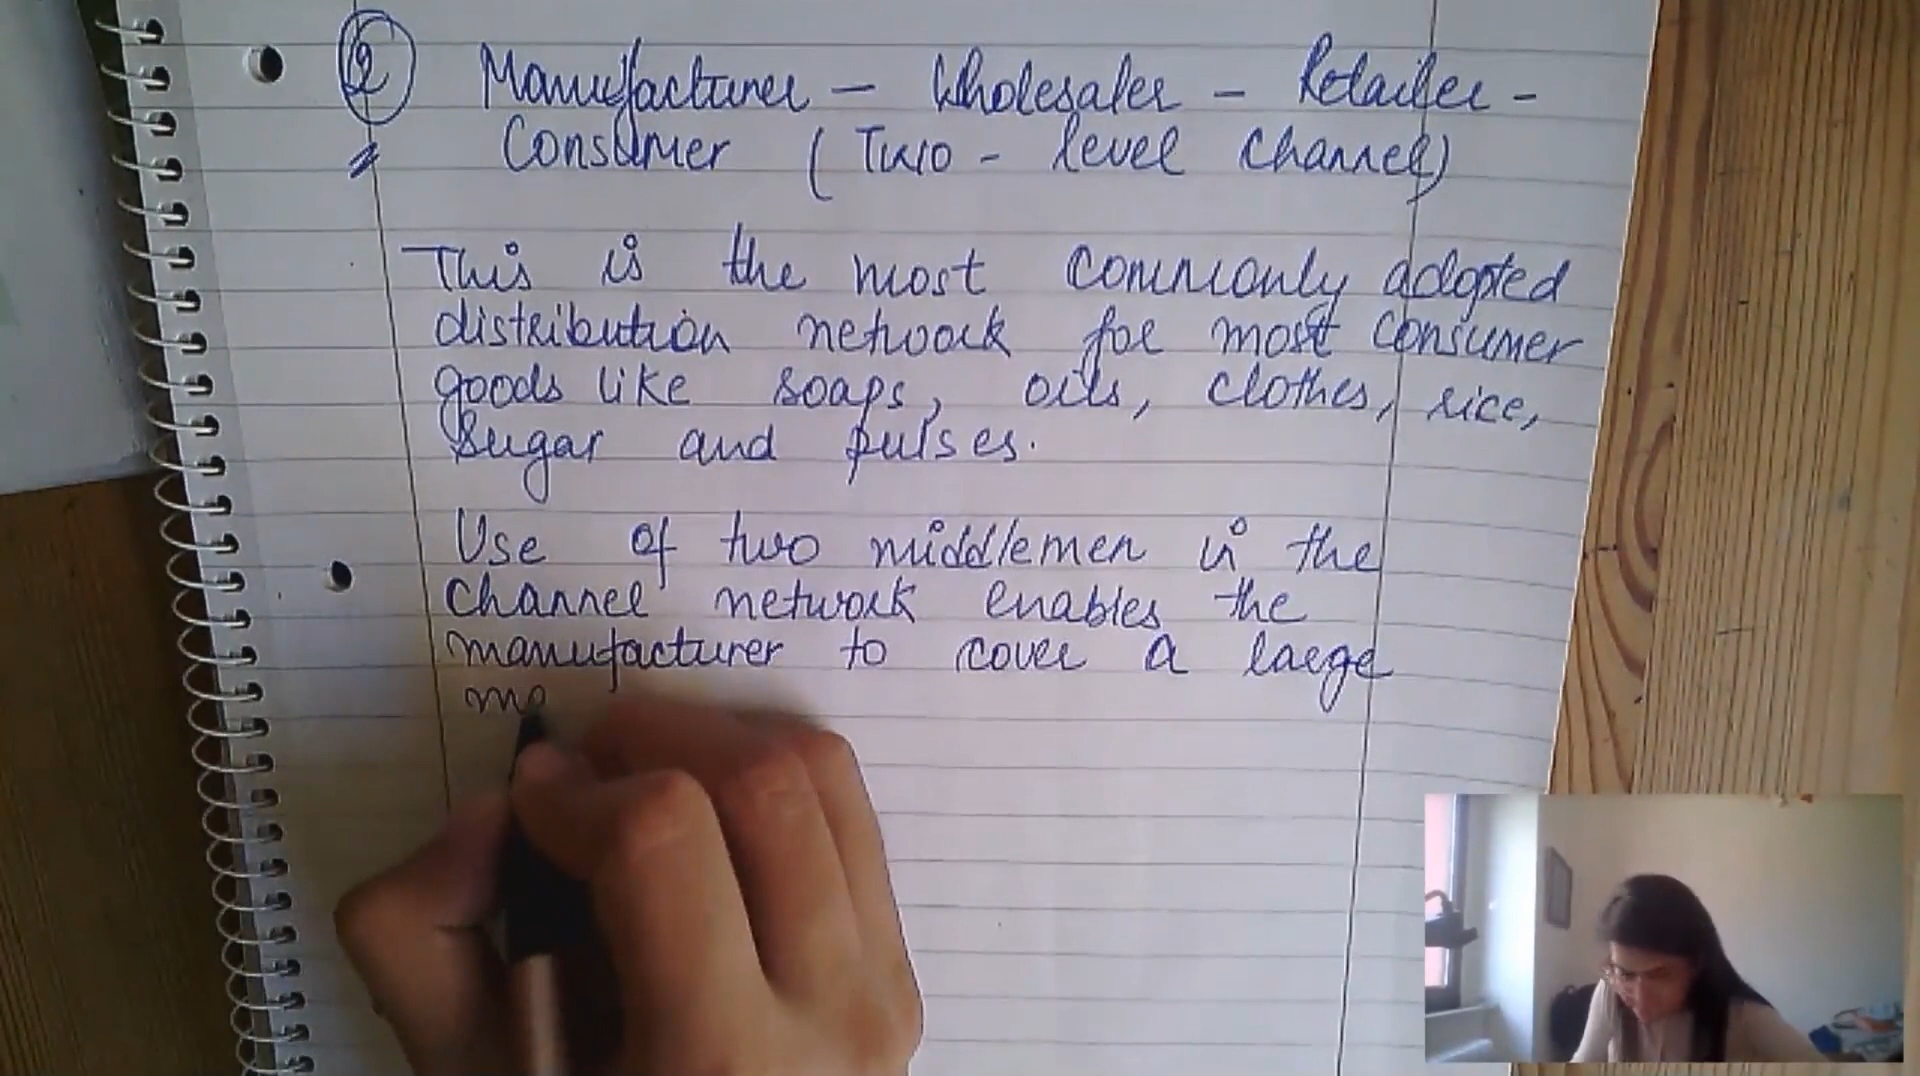 2 Manufacturer - Wholesaler - Retailer -
Consumer (Two - level channel)
This is the most commonly adopted
distribution network for most consumer
goods like soaps, oils, clothes, rice,
Sugar and pulses.
Use of two middlemen in the
channel network enables the
manufacturer to cover a large
ma